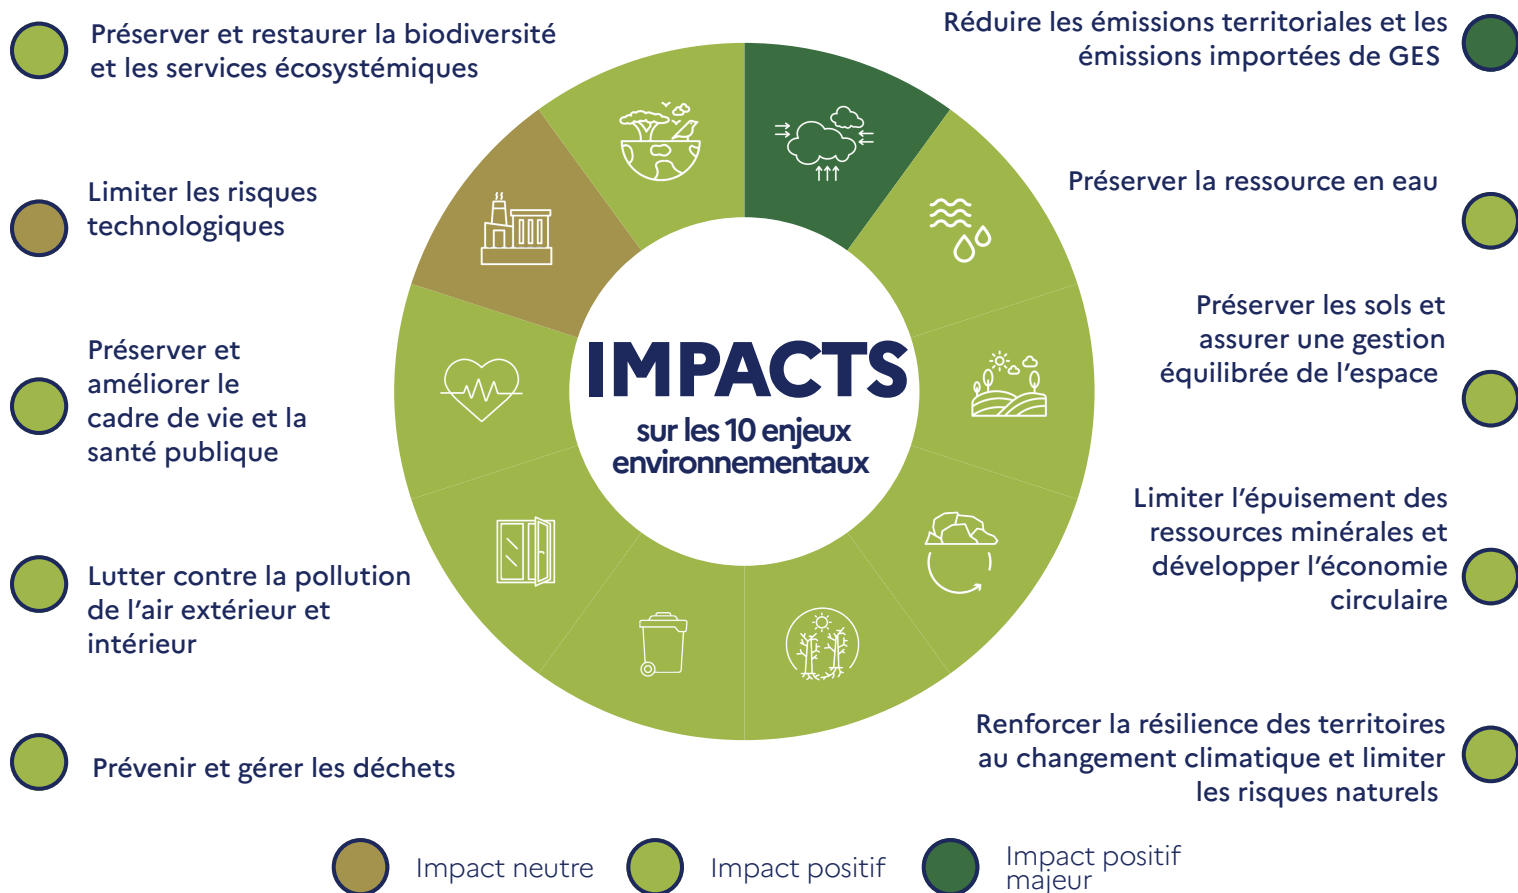 Préserver et restaurer la biodiversité
et les services écosystémiques
Limiter les risques
technologiques
Préserver et
améliorer le
cadre de vie et la
santé publique
Lutter contre la pollution
de l’air extérieur et
intérieur
Prévenir et gérer les déchets
IMPACTS
sur les 10 enjeux
environnementaux
Réduire les émissions territoriales et les
émissions importées de GES
Préserver la ressource en eau
Préserver les sols et
assurer une gestion
équilibrée de l’espace
Limiter l’épuisement des
ressources minérales et
développer l’économie
circulaire
Renforcer la résilience des territoires
au changement climatique et limiter
les risques naturels
Impact neutre
Impact positif
Impact positif
majeur